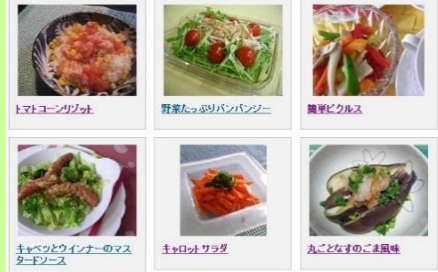 トマトコーンリゾット
野菜たっぷりバンバンジー
簡単ピクルス
キャベツとウインナーのマス
タードソース
キャロットサラダ
丸ごとなすのごま風味